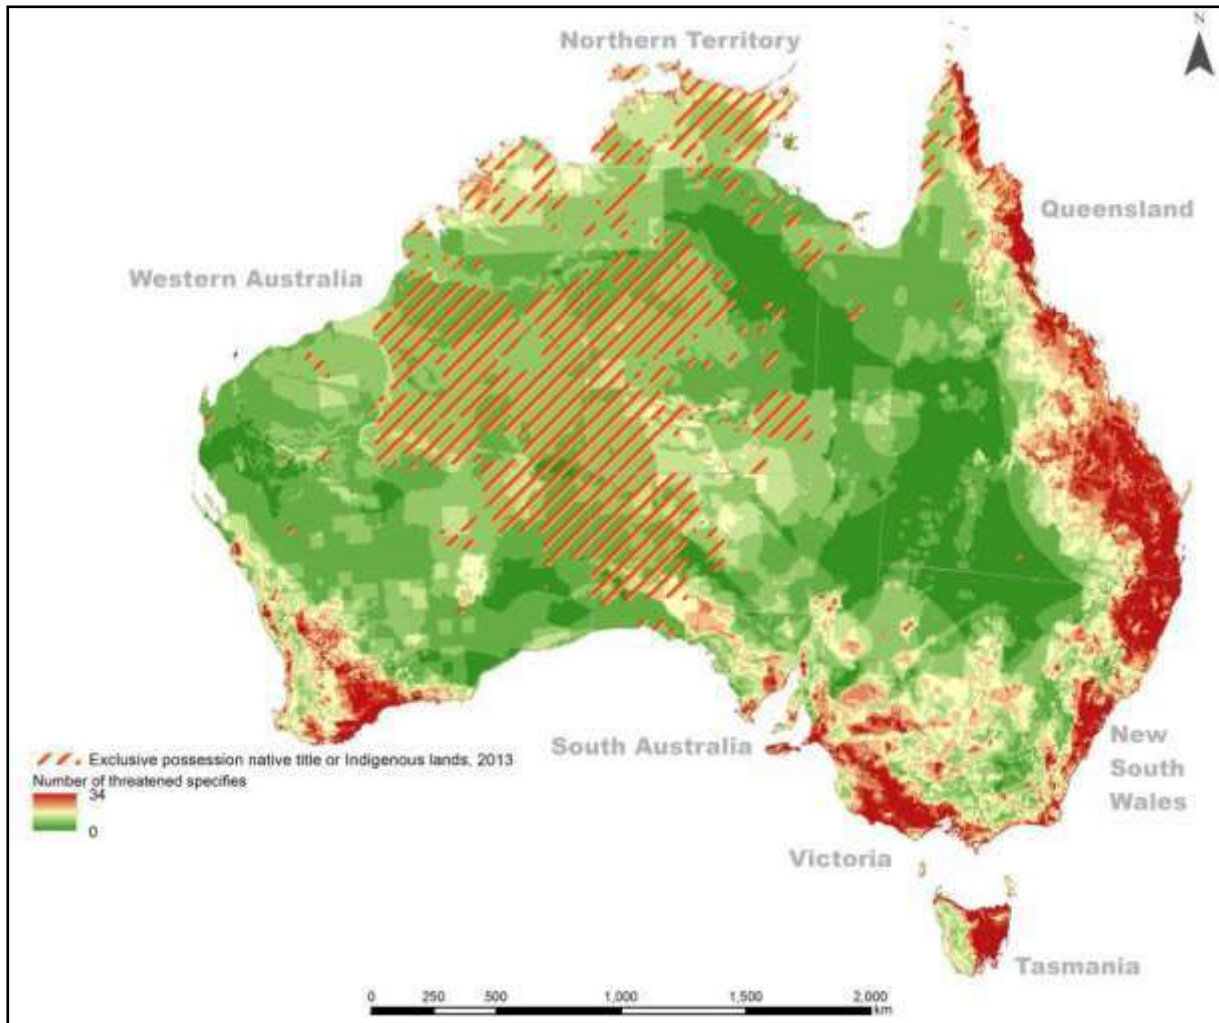 N
Northern Territory
Queensland
Western Australia
South Australia
New
South
Wales
Victoria
Tasmania
Exclusive possession native title or Indigenous lands, 2013
Number of threatened specifies
34
0
0 250 500 1,000 1,500 2,000
km